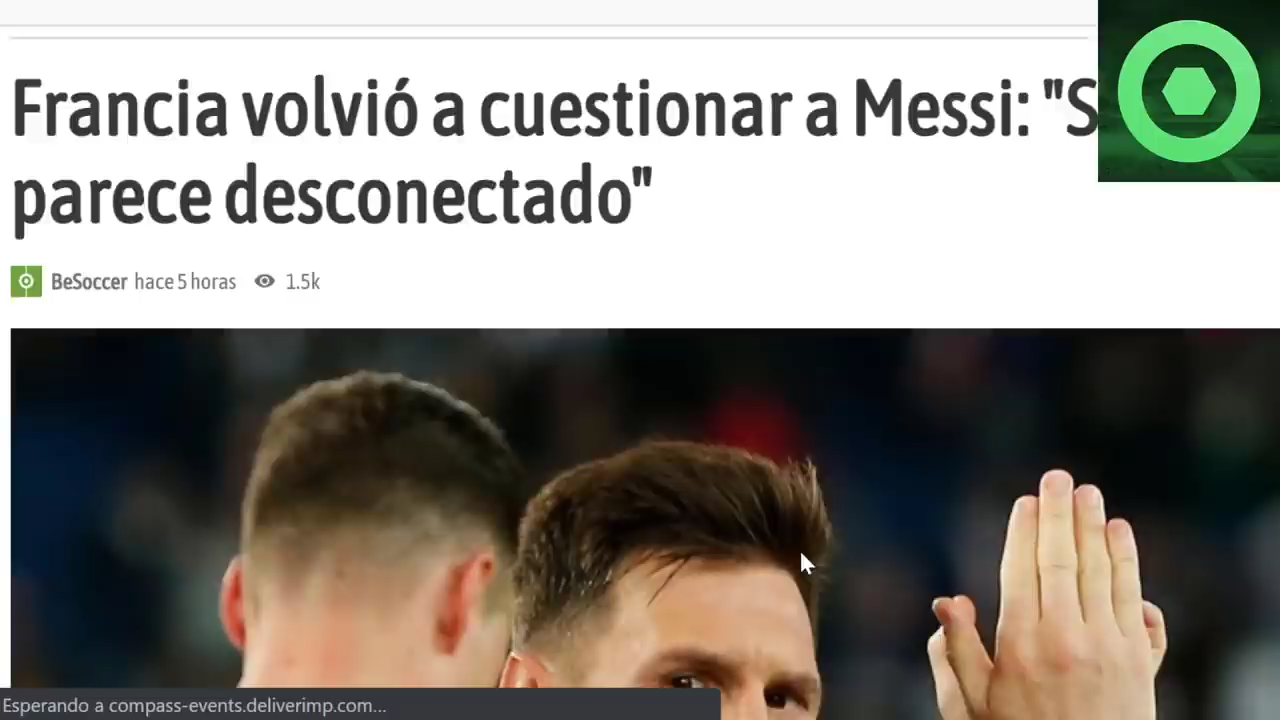 Francia volvió a cuestionar a Messi: "S
parece desconectado"
BeSoccer hace 5 horas 1.5k
Esperando a compass-events.deliverimp.com...